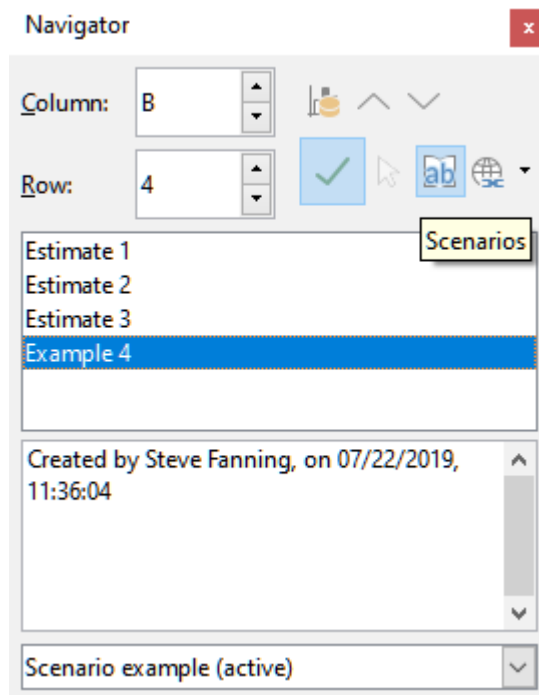 Navigator
x
Column: B
Row: 4
ab
Scenarios
Estimate 1
Estimate 2
Estimate 3
Example 4
Created by Steve Fanning, on 07/22/2019,
11:36:04
Scenario example (active)